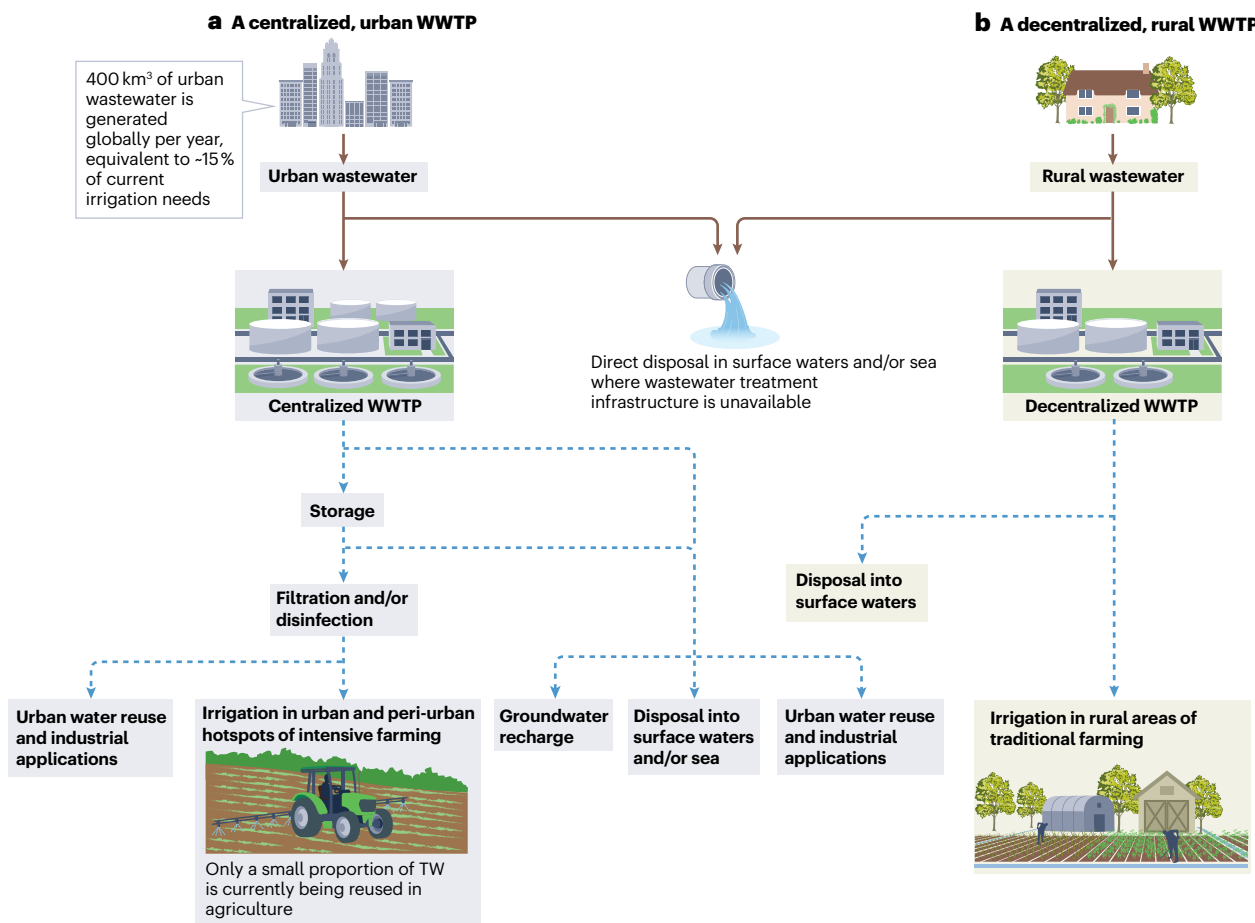 a A centralized, urban WWTP
b A decentralized, rural WWTP
400 km³ of urban
wastewater is
generated
globally per year,
equivalent to ~15%
of current
irrigation needs
Urban wastewater
Rural wastewater
Direct disposal in surface waters and/or sea
where wastewater treatment
infrastructure is unavailable
Centralized WWTP
Decentralized WWTP
Storage
Filtration and/or
disinfection
Disposal into
surface waters
Urban water reuse
and industrial
applications
Irrigation in urban and peri-urban
hotspots of intensive farming
Only a small proportion of TW
is currently being reused in
agriculture
Groundwater
recharge
Disposal into
surface waters
and/or sea
Urban water reuse
and industrial
applications
Irrigation in rural areas of
traditional farming